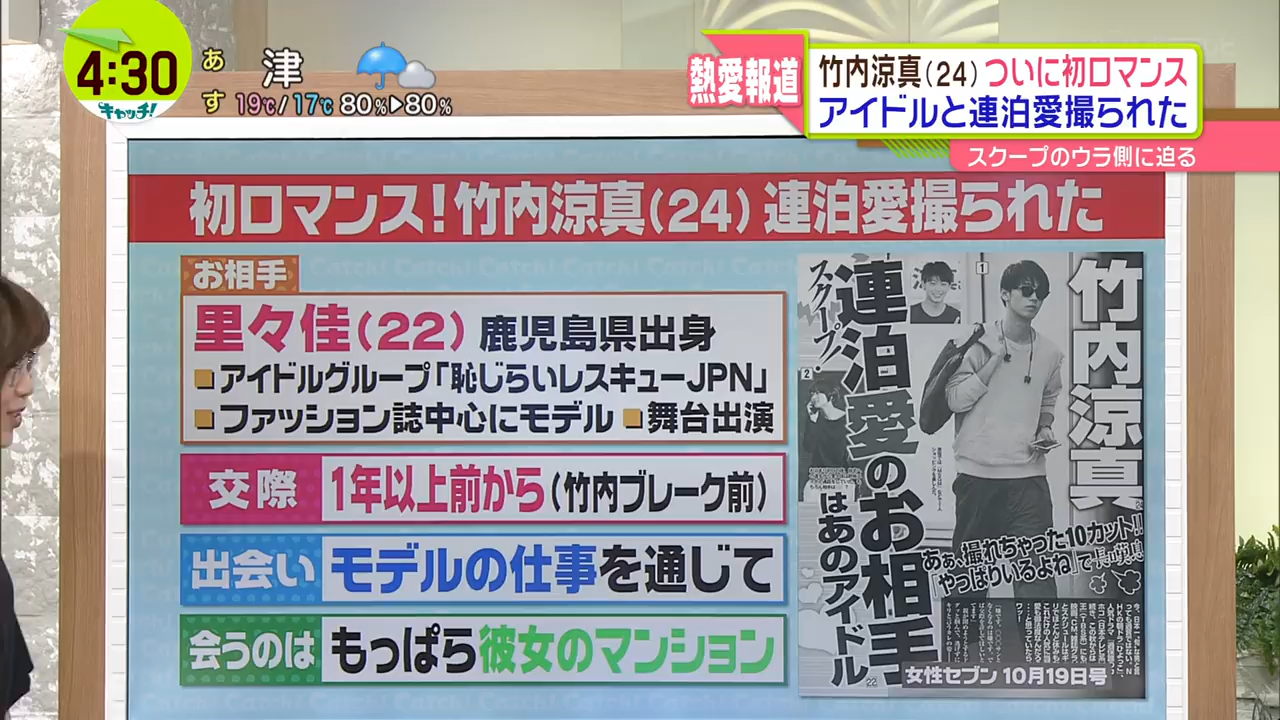 4:30
キャッチ!
あす
津
19℃/17℃ 80%▶80%
熱愛報道
竹内涼真(24)ついに初ロマンス
アイドルと連泊愛撮られた
スクープのウラ側に迫る
初ロマンス!竹内涼真(24)連泊愛撮られた
お相手
里々佳(22)鹿児島県出身
アイドルグループ「恥じらいレスキューJPN」
ファッション誌中心にモデル 舞台出演
交際 1年以上前から(竹内ブレーク前)
出会い モデルの仕事を通じて
会うのは もっぱら彼女のマンション
竹内涼真
スクープ!
連泊愛のお相手
はあのアイドル
1
2
あぁ、撮れちゃった10カット!!
「やっぱりいるよね」で
22
女性セブン 10月19日号